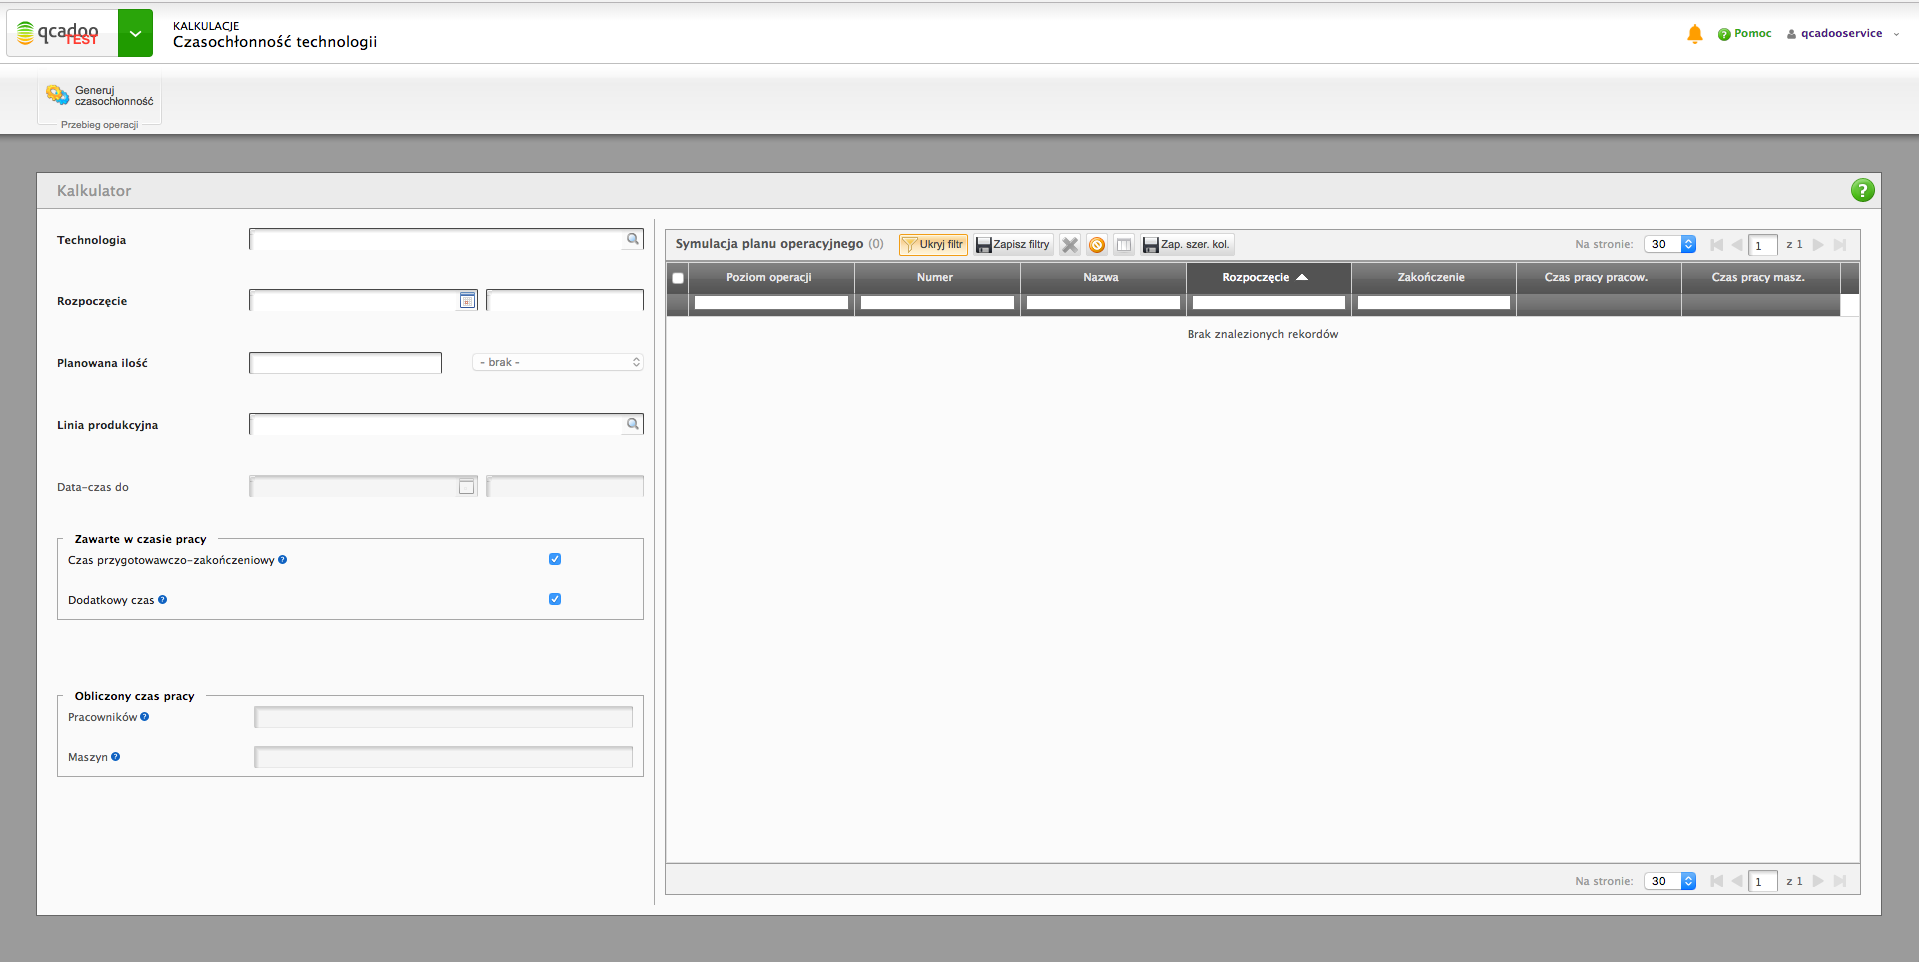 qcadoo
TEST
KALKULACJE
Czasochłonność technologii
Pomoc
qcadooservice
Generuj
czasochłonność
Przebieg operacji
Kalkulator
Technologia
Rozpoczęcie
Planowana ilość
- brak -
Linia produkcyjna
Data-czas do
Zawarte w czasie pracy
Czas przygotowawczo-zakończeniowy ?
Dodatkowy czas ?
Obliczony czas pracy
Pracowników ?
Maszyn ?
Symulacja planu operacyjnego (0)
Ukryj filtr
Zapisz filtry
Zap. szer. kol.
Na stronie: 30
1 z 1
Poziom operacji Numer Nazwa Rozpoczęcie Zakończenie Czas pracy pracow. Czas pracy masz.
Brak znalezionych rekordów
Na stronie: 30
1 z 1